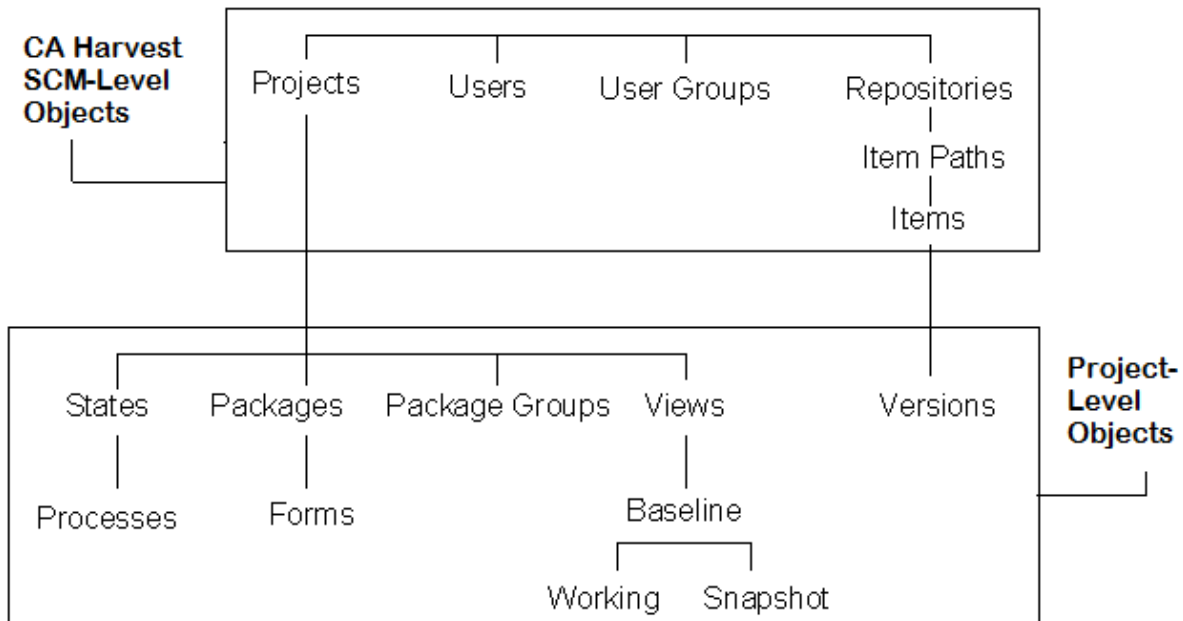 CA Harvest
SCM-Level
Objects
Projects
Users
User Groups
Repositories
Item Paths
Items
Project-
Level
Objects
States
Packages
Package Groups
Views
Versions
Processes
Forms
Baseline
Working
Snapshot